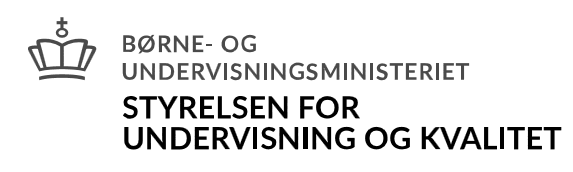 BØRNE- OG
UNDERVISNINGSMINISTERIET
STYRELSEN FOR
UNDERVISNING OG KVALITET